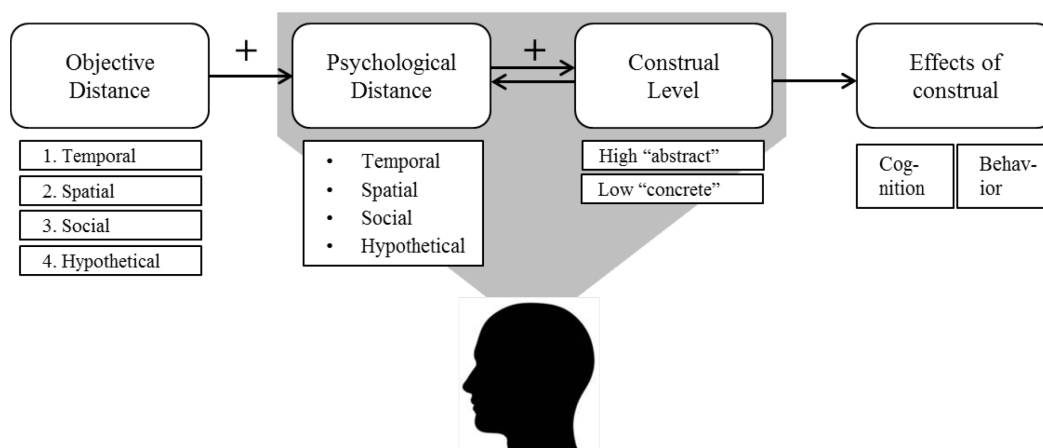 +
+
Objective
Distance
Psychological
Distance
Construal
Level
Effects of
construal
1. Temporal
2. Spatial
3. Social
4. Hypothetical
• Temporal
• Spatial
• Social
• Hypothetical
High “abstract”
Low “concrete”
Cog-
nition
Behav-
ior